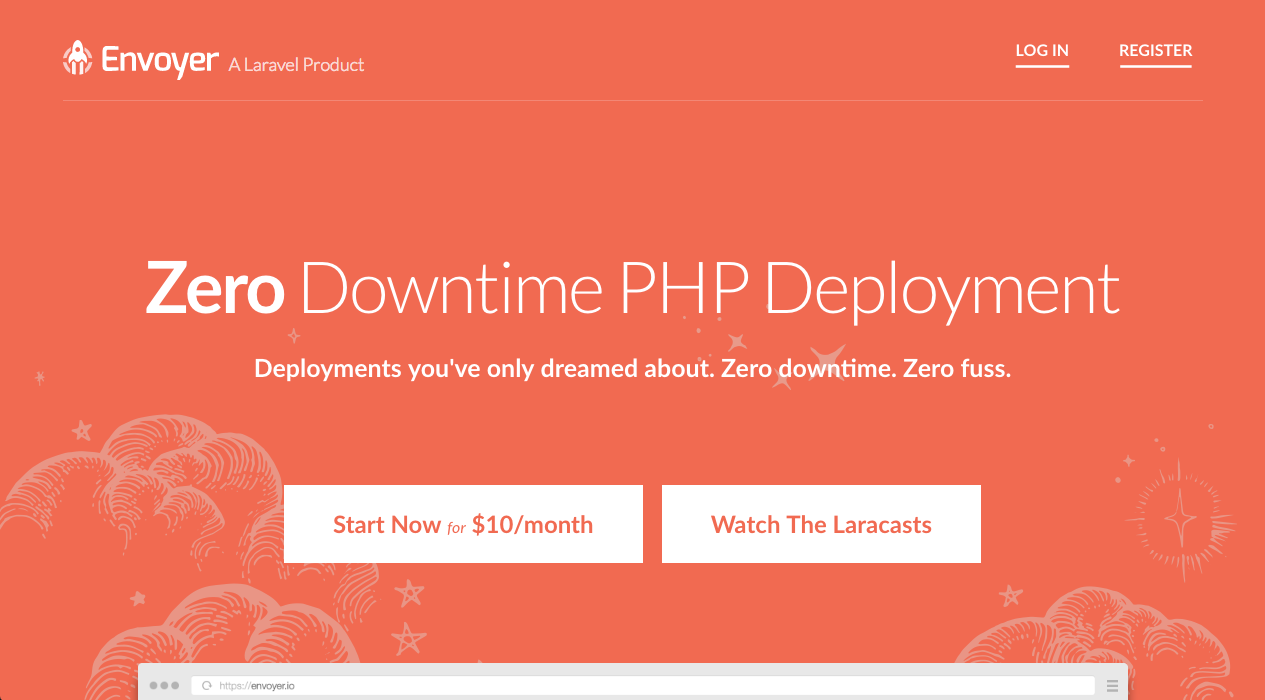 Envoyer A Laravel Product
LOG IN
REGISTER
Zero Downtime PHP Deployment
Deployments you've only dreamed about. Zero downtime. Zero fuss.
Start Now for $10/month
Watch The Laracasts
https://envoyer.io